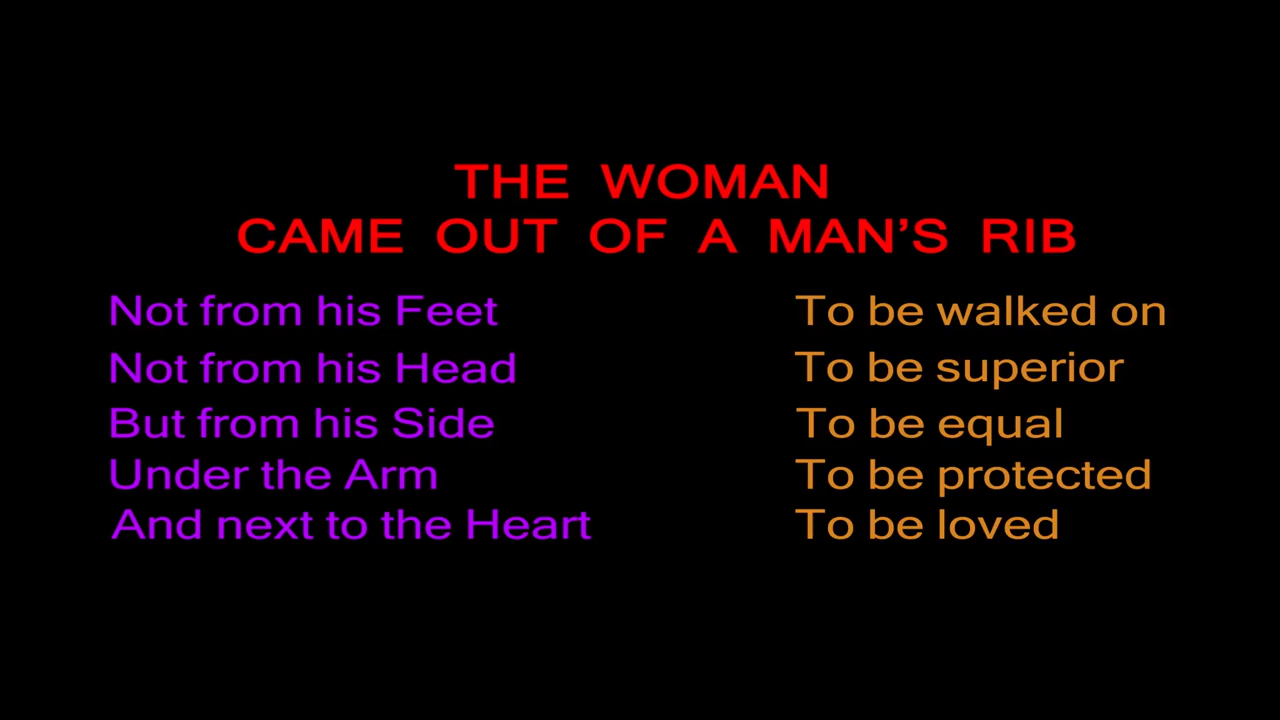 THE WOMAN
CAME OUT OF A MAN’S RIB
Not from his Feet To be walked on
Not from his Head To be superior
But from his Side To be equal
Under the Arm To be protected
And next to the Heart To be loved